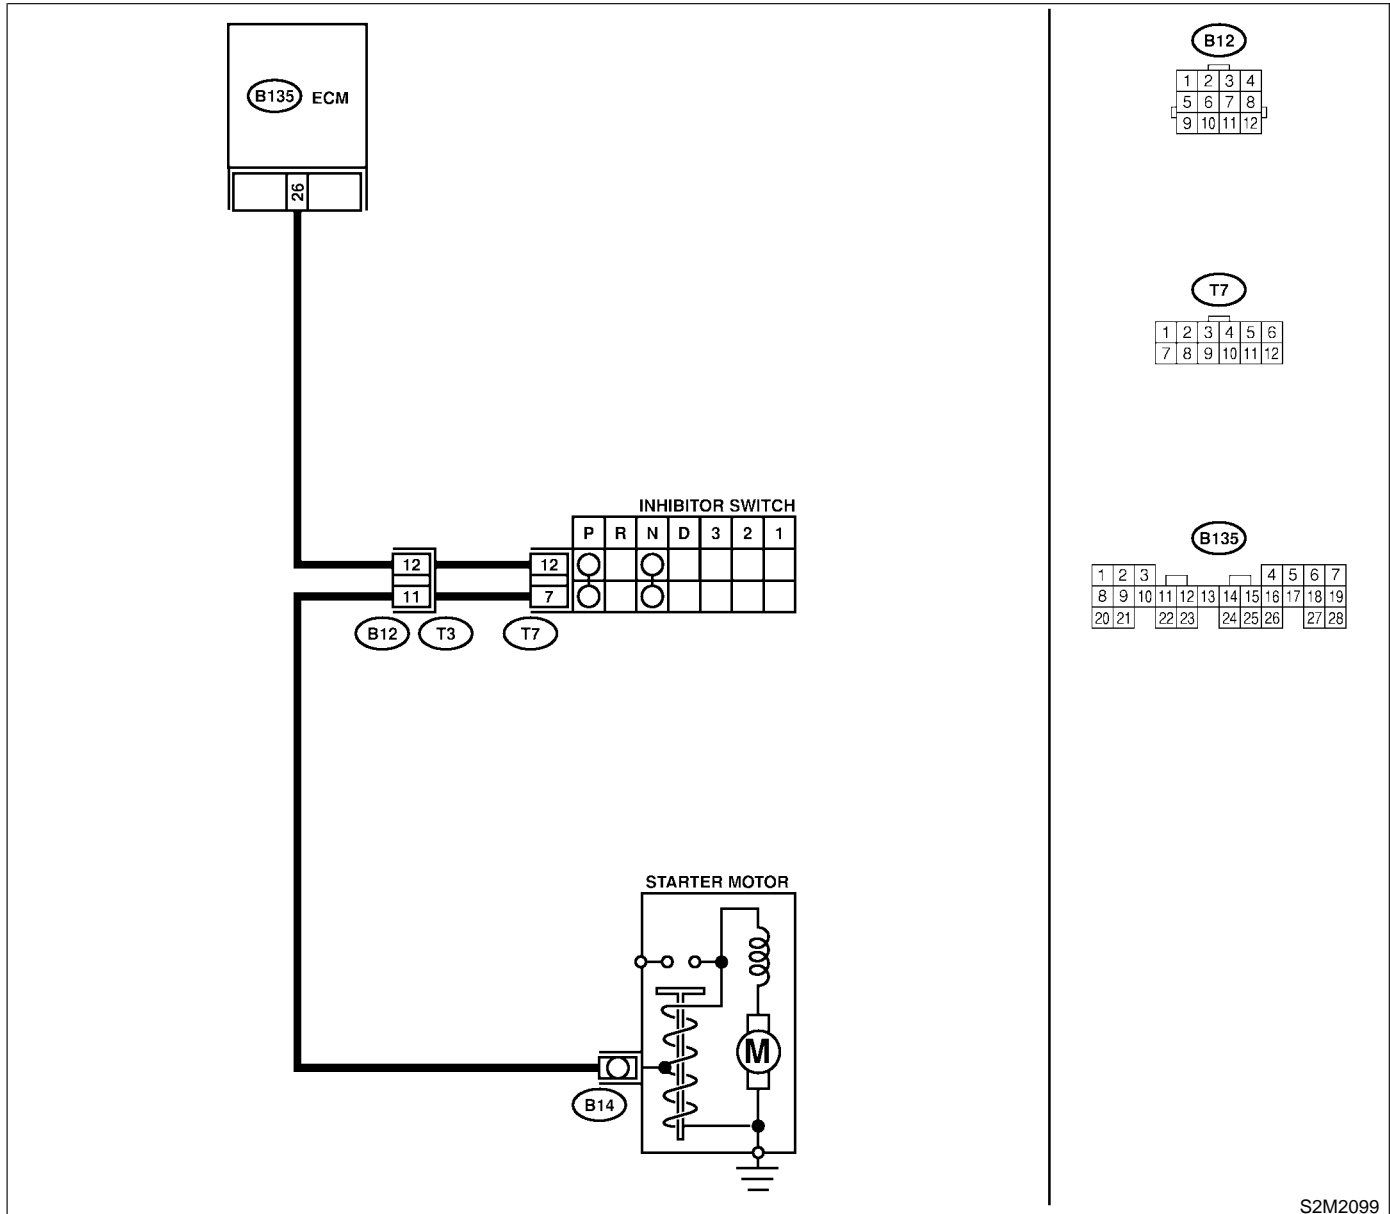 B135 ECM
26
INHIBITOR SWITCH
P R N D 3 2 1
12 12
11 7
B12 T3 T7
STARTER MOTOR
M
B14
B12
1 2 3 4
5 6 7 8
9 10 11 12
T7
1 2 3 4 5 6
7 8 9 10 11 12
B135
1 2 3 4 5 6 7
8 9 10 11 12 13 14 15 16 17 18 19
20 21 22 23 24 25 26 27 28
S2M2099